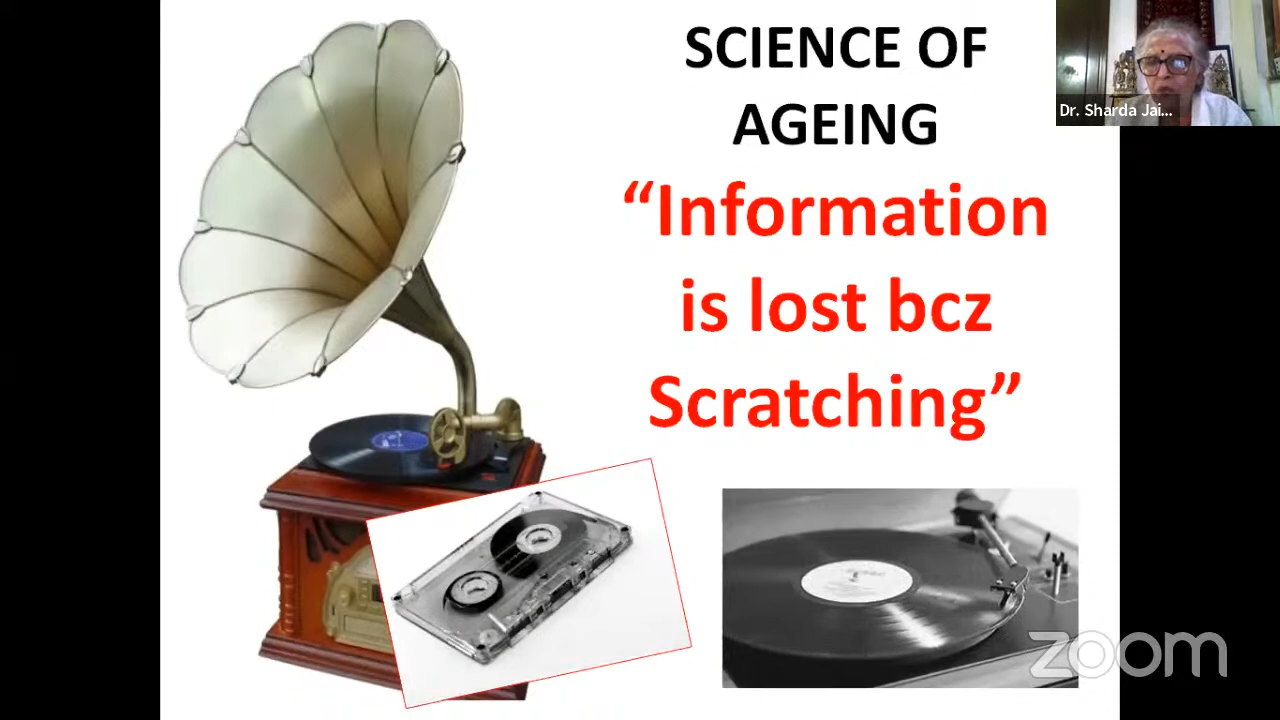 SCIENCE OF
AGEING
“Information
is lost bcz
Scratching”
Dr. Sharda Jai...
zoom